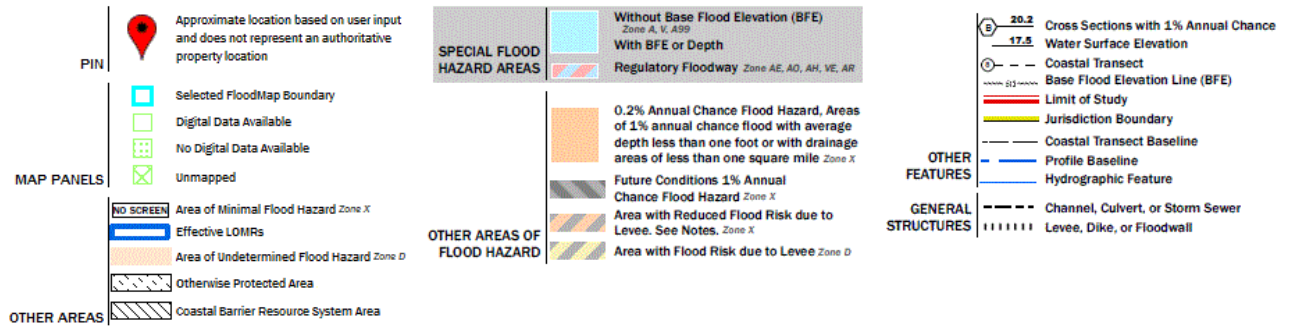 PIN
Approximate location based on user input
and does not represent an authoritative
property location
MAP PANELS
Selected FloodMap Boundary
Digital Data Available
No Digital Data Available
Unmapped
OTHER AREAS
NO SCREEN Area of Minimal Flood Hazard Zone X
Effective LOMRs
Area of Undetermined Flood Hazard Zone D
Otherwise Protected Area
Coastal Barrier Resource System Area
SPECIAL FLOOD
HAZARD AREAS
Without Base Flood Elevation (BFE)
Zone A, V, A99
With BFE or Depth
Regulatory Floodway Zone AE, AO, AH, VE, AR
OTHER AREAS OF
FLOOD HAZARD
0.2% Annual Chance Flood Hazard, Areas
of 1% annual chance flood with average
depth less than one foot or with drainage
areas of less than one square mile Zone X
Future Conditions 1% Annual
Chance Flood Hazard Zone X
Area with Reduced Flood Risk due to
Levee. See Notes. Zone X
Area with Flood Risk due to Levee Zone D
OTHER
FEATURES
B 20.2 Cross Sections with 1% Annual Chance
17.5 Water Surface Elevation
8 Coastal Transect
513 Base Flood Elevation Line (BFE)
Limit of Study
Jurisdiction Boundary
Coastal Transect Baseline
Profile Baseline
Hydrographic Feature
GENERAL
STRUCTURES
Channel, Culvert, or Storm Sewer
Levee, Dike, or Floodwall